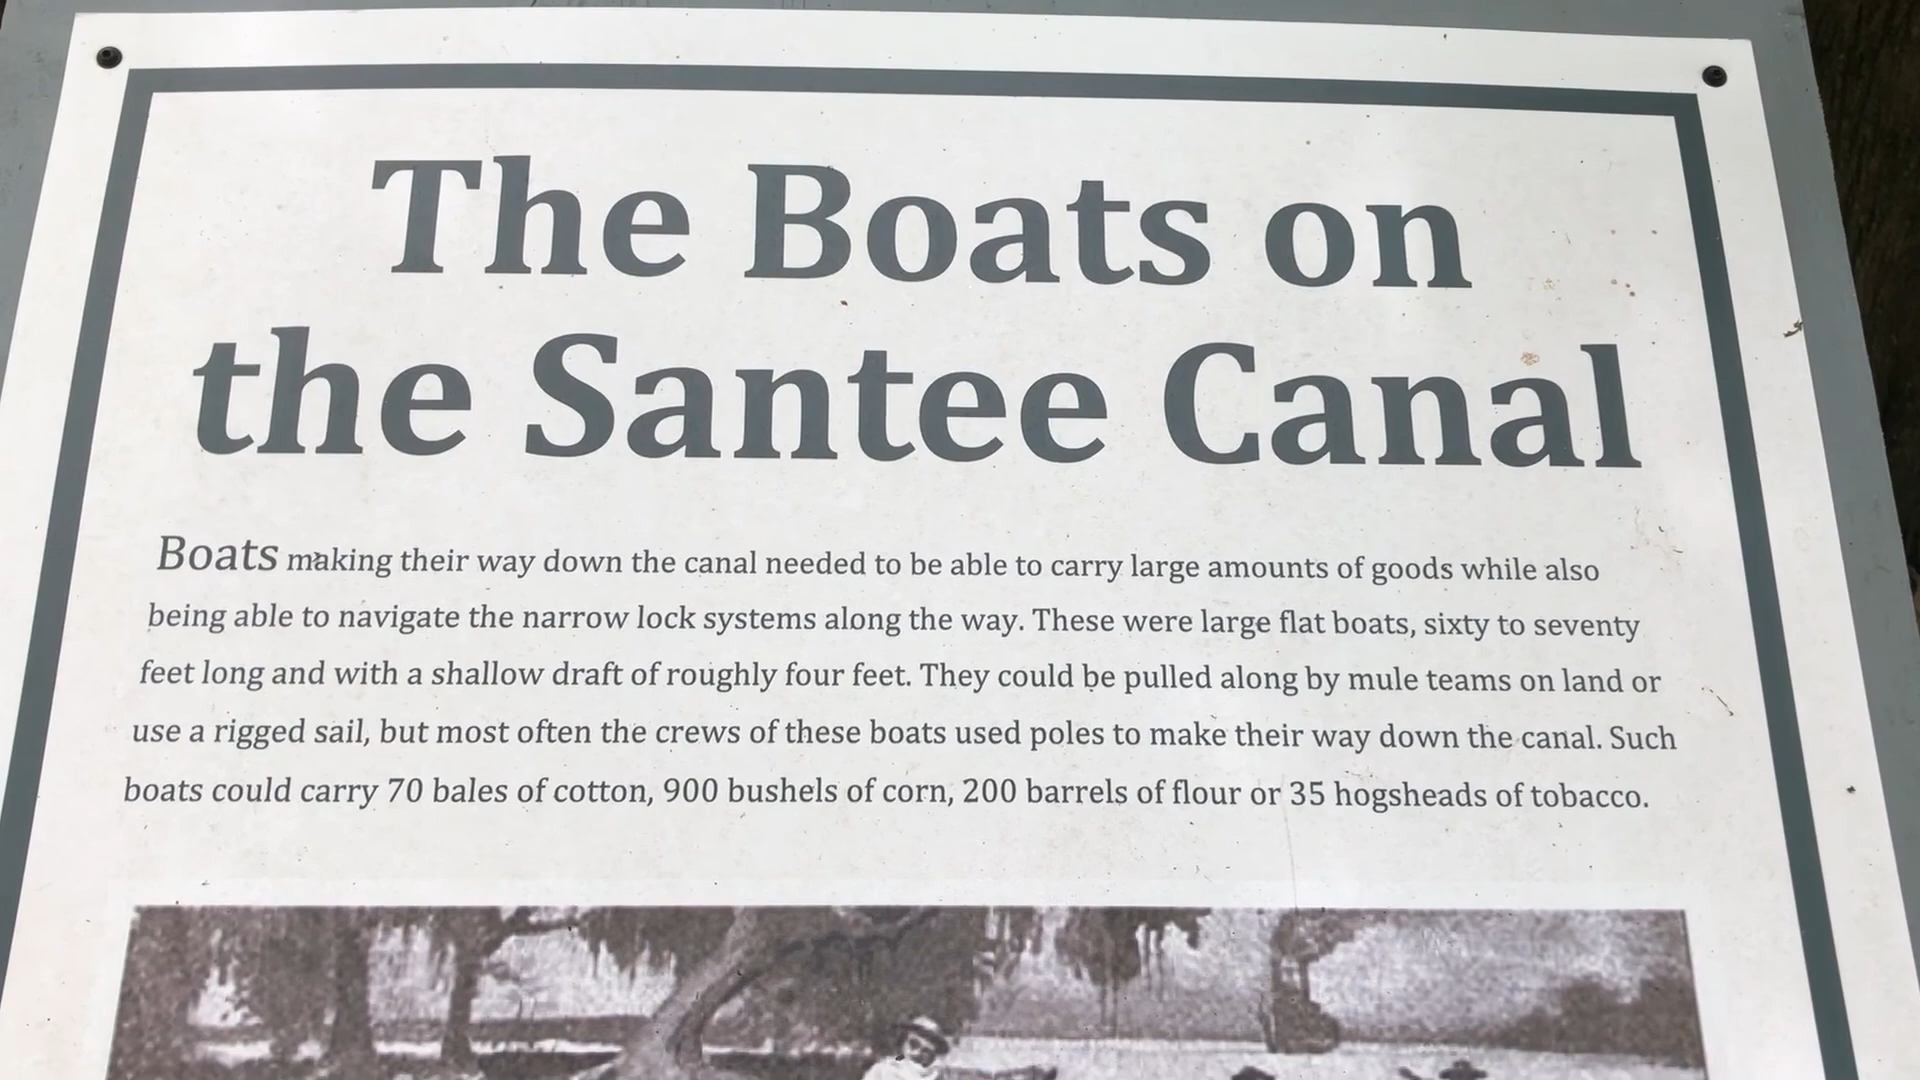 The Boats on
the Santee Canal
Boats making their way down the canal needed to be able to carry large amounts of goods while also
being able to navigate the narrow lock systems along the way. These were large flat boats, sixty to seventy
feet long and with a shallow draft of roughly four feet. They could be pulled along by mule teams on land or
use a rigged sail, but most often the crews of these boats used poles to make their way down the canal. Such
boats could carry 70 bales of cotton, 900 bushels of corn, 200 barrels of flour or 35 hogsheads of tobacco.